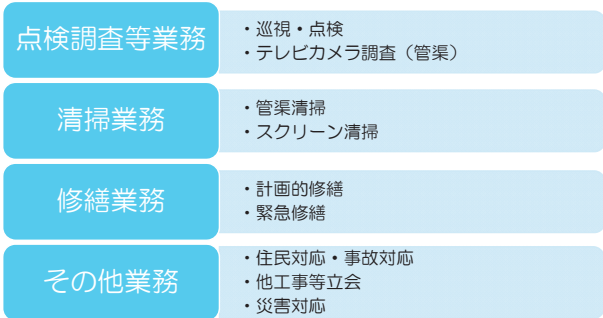 点検調査等業務
・巡視・点検
・テレビカメラ調査（管渠）
清掃業務
・管渠清掃
・スクリーン清掃
修繕業務
・計画的修繕
・緊急修繕
その他業務
・住民対応・事故対応
・他工事等立会
・災害対応